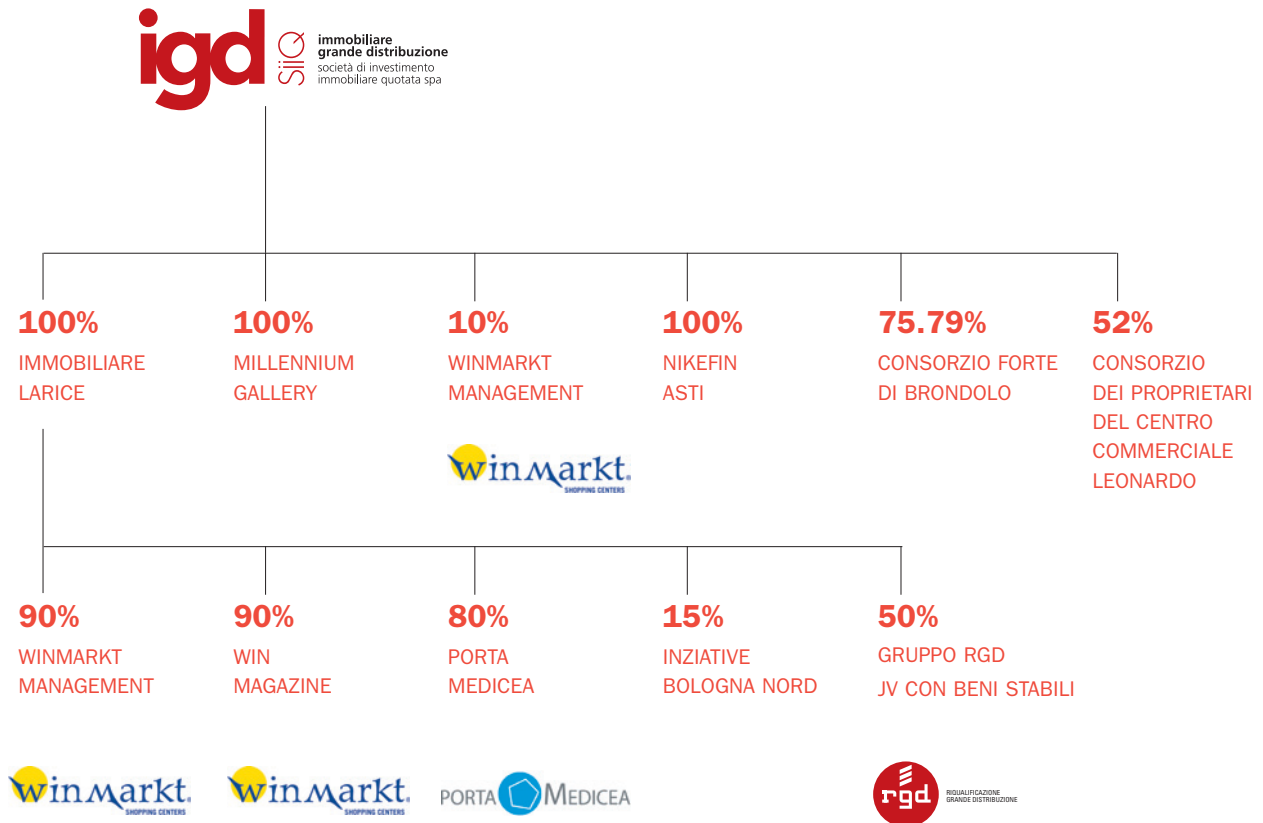 igd
SiiQ
immobiliare
grande distribuzione
società di investimento
immobiliare quotata spa
100%
IMMOBILIARE
LARICE
100%
MILLENNIUM
GALLERY
10%
WINMARKT
MANAGEMENT
winmarkt.
SHOPPING CENTERS
100%
NIKEFIN
ASTI
75.79%
CONSORZIO FORTE
DI BRONDOLO
52%
CONSORZIO
DEI PROPRIETARI
DEL CENTRO
COMMERCIALE
LEONARDO
90%
WINMARKT
MANAGEMENT
winmarkt.
SHOPPING CENTERS
90%
WIN
MAGAZINE
winmarkt.
SHOPPING CENTERS
80%
PORTA
MEDICEA
PORTA MEDICEA
15%
INZIATIVE
BOLOGNA NORD
50%
GRUPPO RGD
JV CON BENI STABILI
rgd
RIQUALIFICAZIONE
GRANDE DISTRIBUZIONE